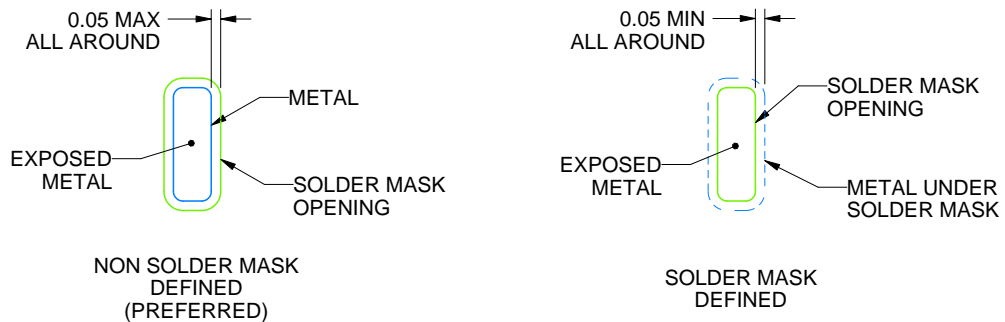 0.05 MAX
ALL AROUND
METAL
EXPOSED
METAL
SOLDER MASK
OPENING
NON SOLDER MASK
DEFINED
(PREFERRED)
0.05 MIN
ALL AROUND
SOLDER MASK
OPENING
EXPOSED
METAL
METAL UNDER
SOLDER MASK
SOLDER MASK
DEFINED